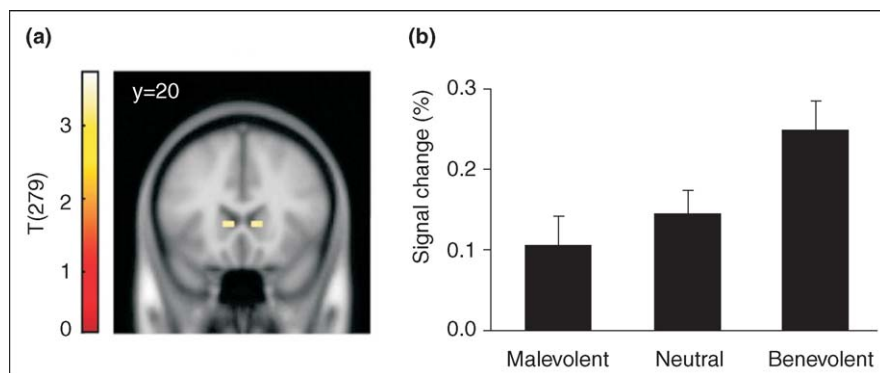 (a)
y=20
3
2
1
0
T(279)
(b)
0.3
0.2
0.1
0.0
Signal change (%)
Malevolent Neutral Benevolent